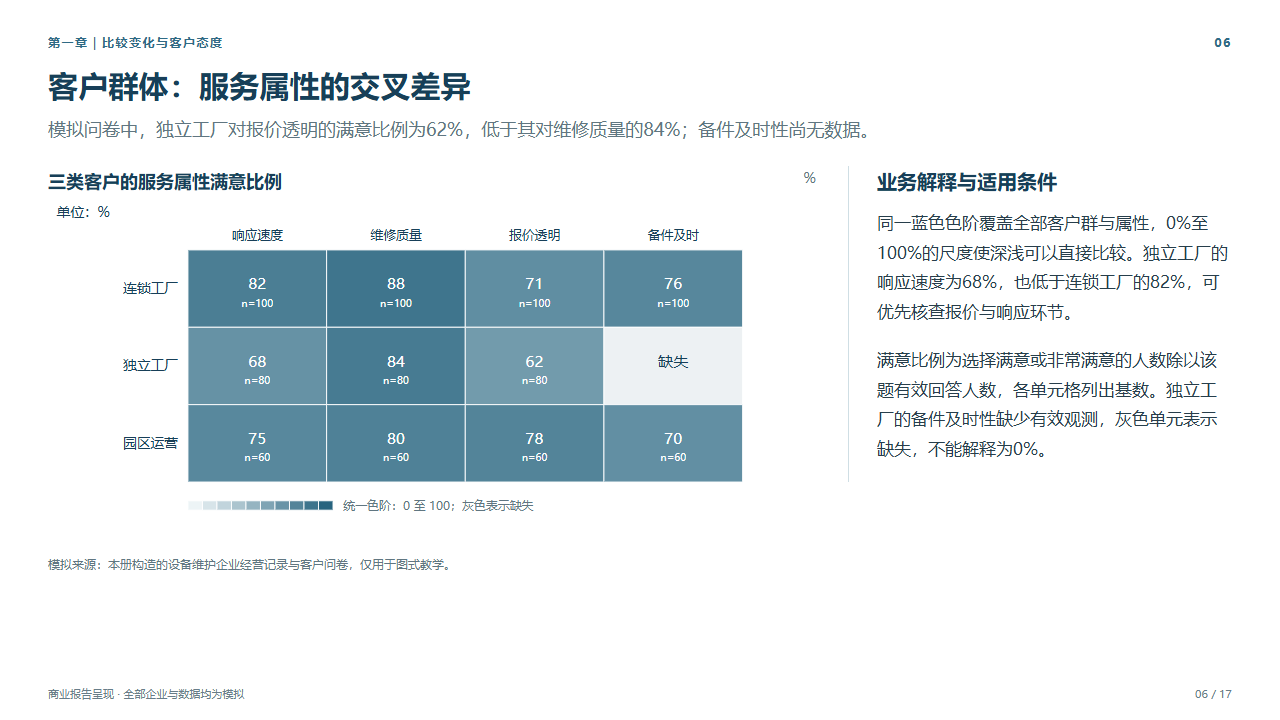 第一章 | 比较变化与客户态度
06
客户群体：服务属性的交叉差异
模拟问卷中，独立工厂对报价透明的满意比例为62%，低于其对维修质量的84%；备件及时性尚无数据。
三类客户的服务属性满意比例
%
单位：%
响应速度 维修质量 报价透明 备件及时
连锁工厂 82 88 71 76
n=100 n=100 n=100 n=100
独立工厂 68 84 62 缺失
n=80 n=80 n=80
园区运营 75 80 78 70
n=60 n=60 n=60 n=60
统一色阶：0 至 100；灰色表示缺失
业务解释与适用条件
同一蓝色色阶覆盖全部客户群与属性，0%至
100%的尺度使深浅可以直接比较。独立工厂的
响应速度为68%，也低于连锁工厂的82%，可
优先核查报价与响应环节。
满意比例为选择满意或非常满意的人数除以该
题有效回答人数，各单元格列出基数。独立工
厂的备件及时性缺少有效观测，灰色单元表示
缺失，不能解释为0%。
模拟来源：本册构造的设备维护企业经营记录与客户问卷，仅用于图式教学。
商业报告呈现 · 全部企业与数据均为模拟
06 / 17